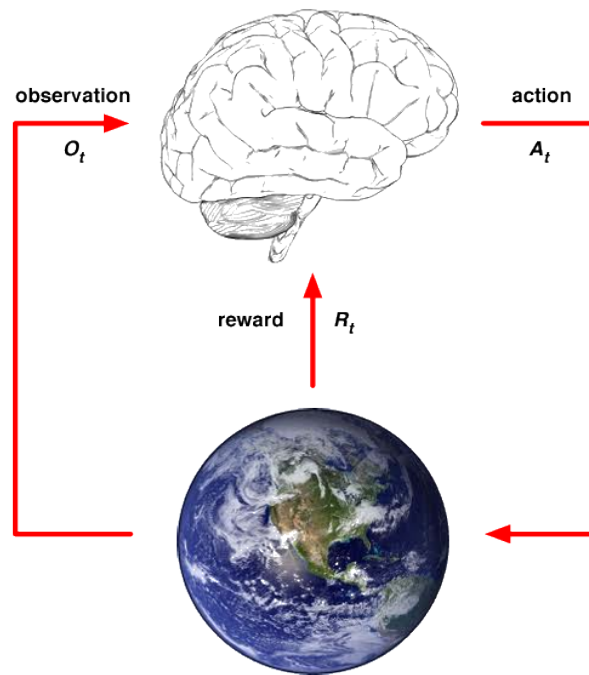 observation
action
O_t
A_t
reward
R_t